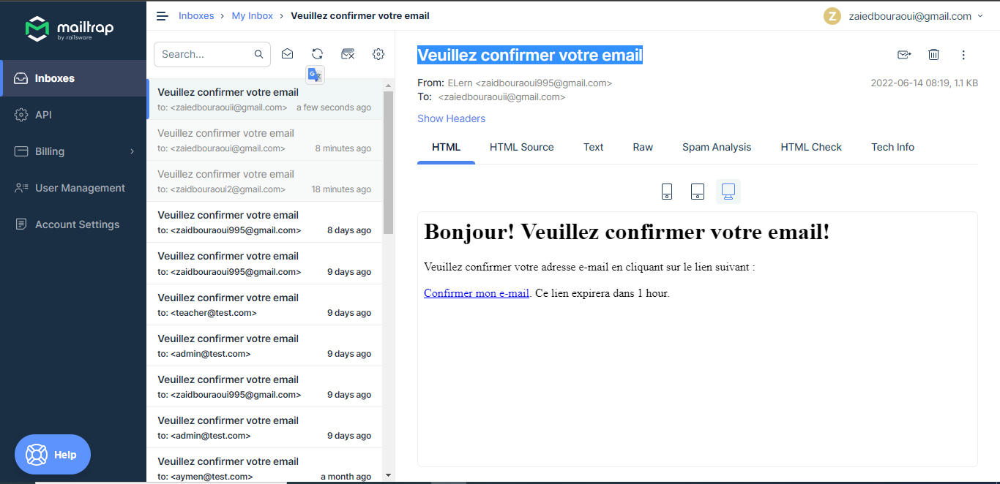 mailtrap
by railsware
Inboxes
API
Billing
User Management
Account Settings
Help
Inboxes › My Inbox › Veuillez confirmer votre email
Z zaiedbouraoui@gmail.com
Search...
Veuillez confirmer votre email
to: <zaiedbouraouii@gmail.com> a few seconds ago
Veuillez confirmer votre email
to: <zaiedbouraoui@gmail.com> 8 minutes ago
Veuillez confirmer votre email
to: <zaidbouraoui2@gmail.com> 18 minutes ago
Veuillez confirmer votre email
to: <zaidbouraoui995@gmail.com> 8 days ago
Veuillez confirmer votre email
to: <zaidbouraoui995@gmail.com> 9 days ago
Veuillez confirmer votre email
to: <teacher@test.com> 9 days ago
Veuillez confirmer votre email
to: <admin@test.com> 9 days ago
Veuillez confirmer votre email
to: <zaidbouraoui995@gmail.com> 9 days ago
Veuillez confirmer votre email
to: <admin@test.com> 9 days ago
Veuillez confirmer votre email
to: <aymen@test.com> a month ago
Veuillez confirmer votre email
From: ELern <zaidbouraoui995@gmail.com> 2022-06-14 08:19, 1.1 KB
To: <zaiedbouraouii@gmail.com>
Show Headers
HTML HTML Source Text Raw Spam Analysis HTML Check Tech Info
Bonjour! Veuillez confirmer votre email!
Veuillez confirmer votre adresse e-mail en cliquant sur le lien suivant :
Confirmer mon e-mail. Ce lien expirera dans 1 hour.